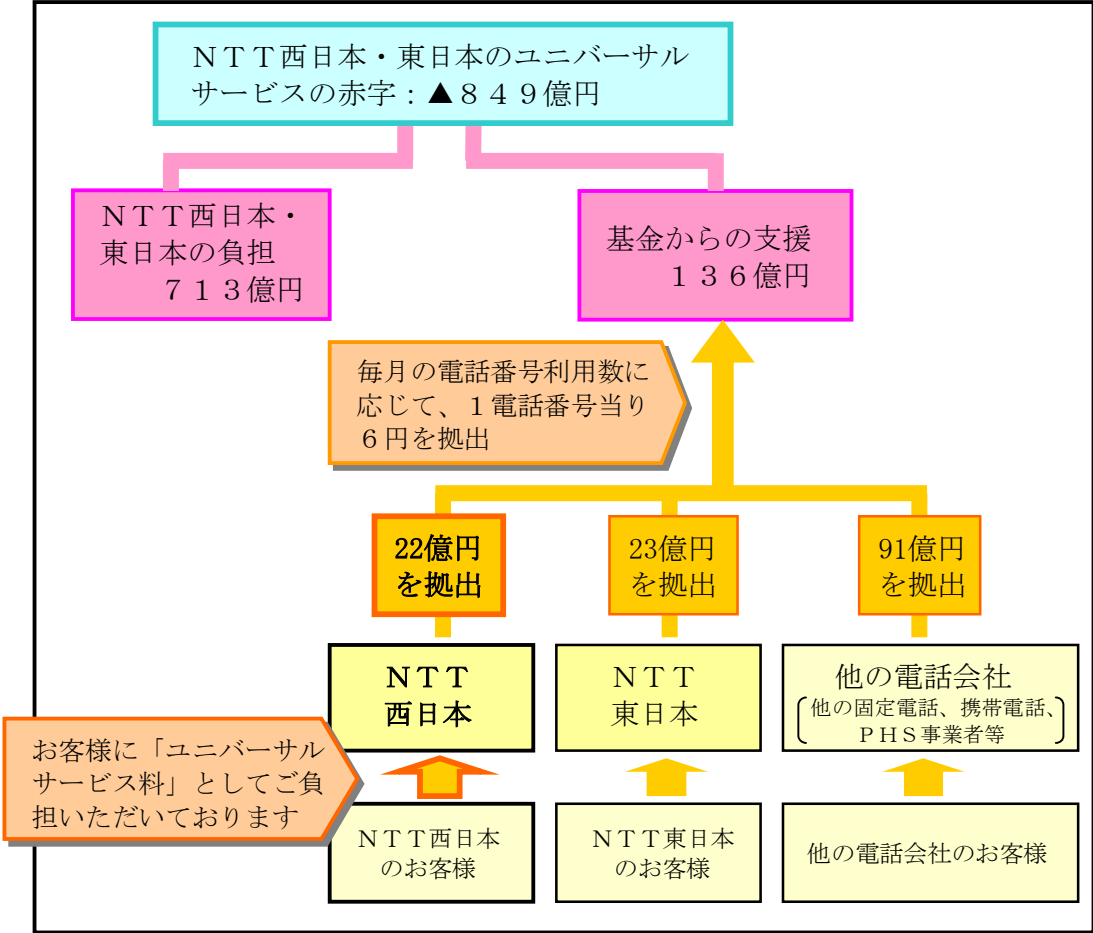 ＮＴＴ西日本・東日本のユニバーサル
サービスの赤字：▲８４９億円
ＮＴＴ西日本・
東日本の負担
７１３億円
基金からの支援
１３６億円
毎月の電話番号利用数に
応じて、１電話番号当り
６円を拠出
22億円
を拠出
23億円
を拠出
91億円
を拠出
ＮＴＴ
西日本
ＮＴＴ
東日本
他の電話会社
〔他の固定電話、携帯電話、
ＰＨＳ事業者等〕
お客様に「ユニバーサル
サービス料」としてご負
担いただいております
ＮＴＴ西日本
のお客様
ＮＴＴ東日本
のお客様
他の電話会社のお客様